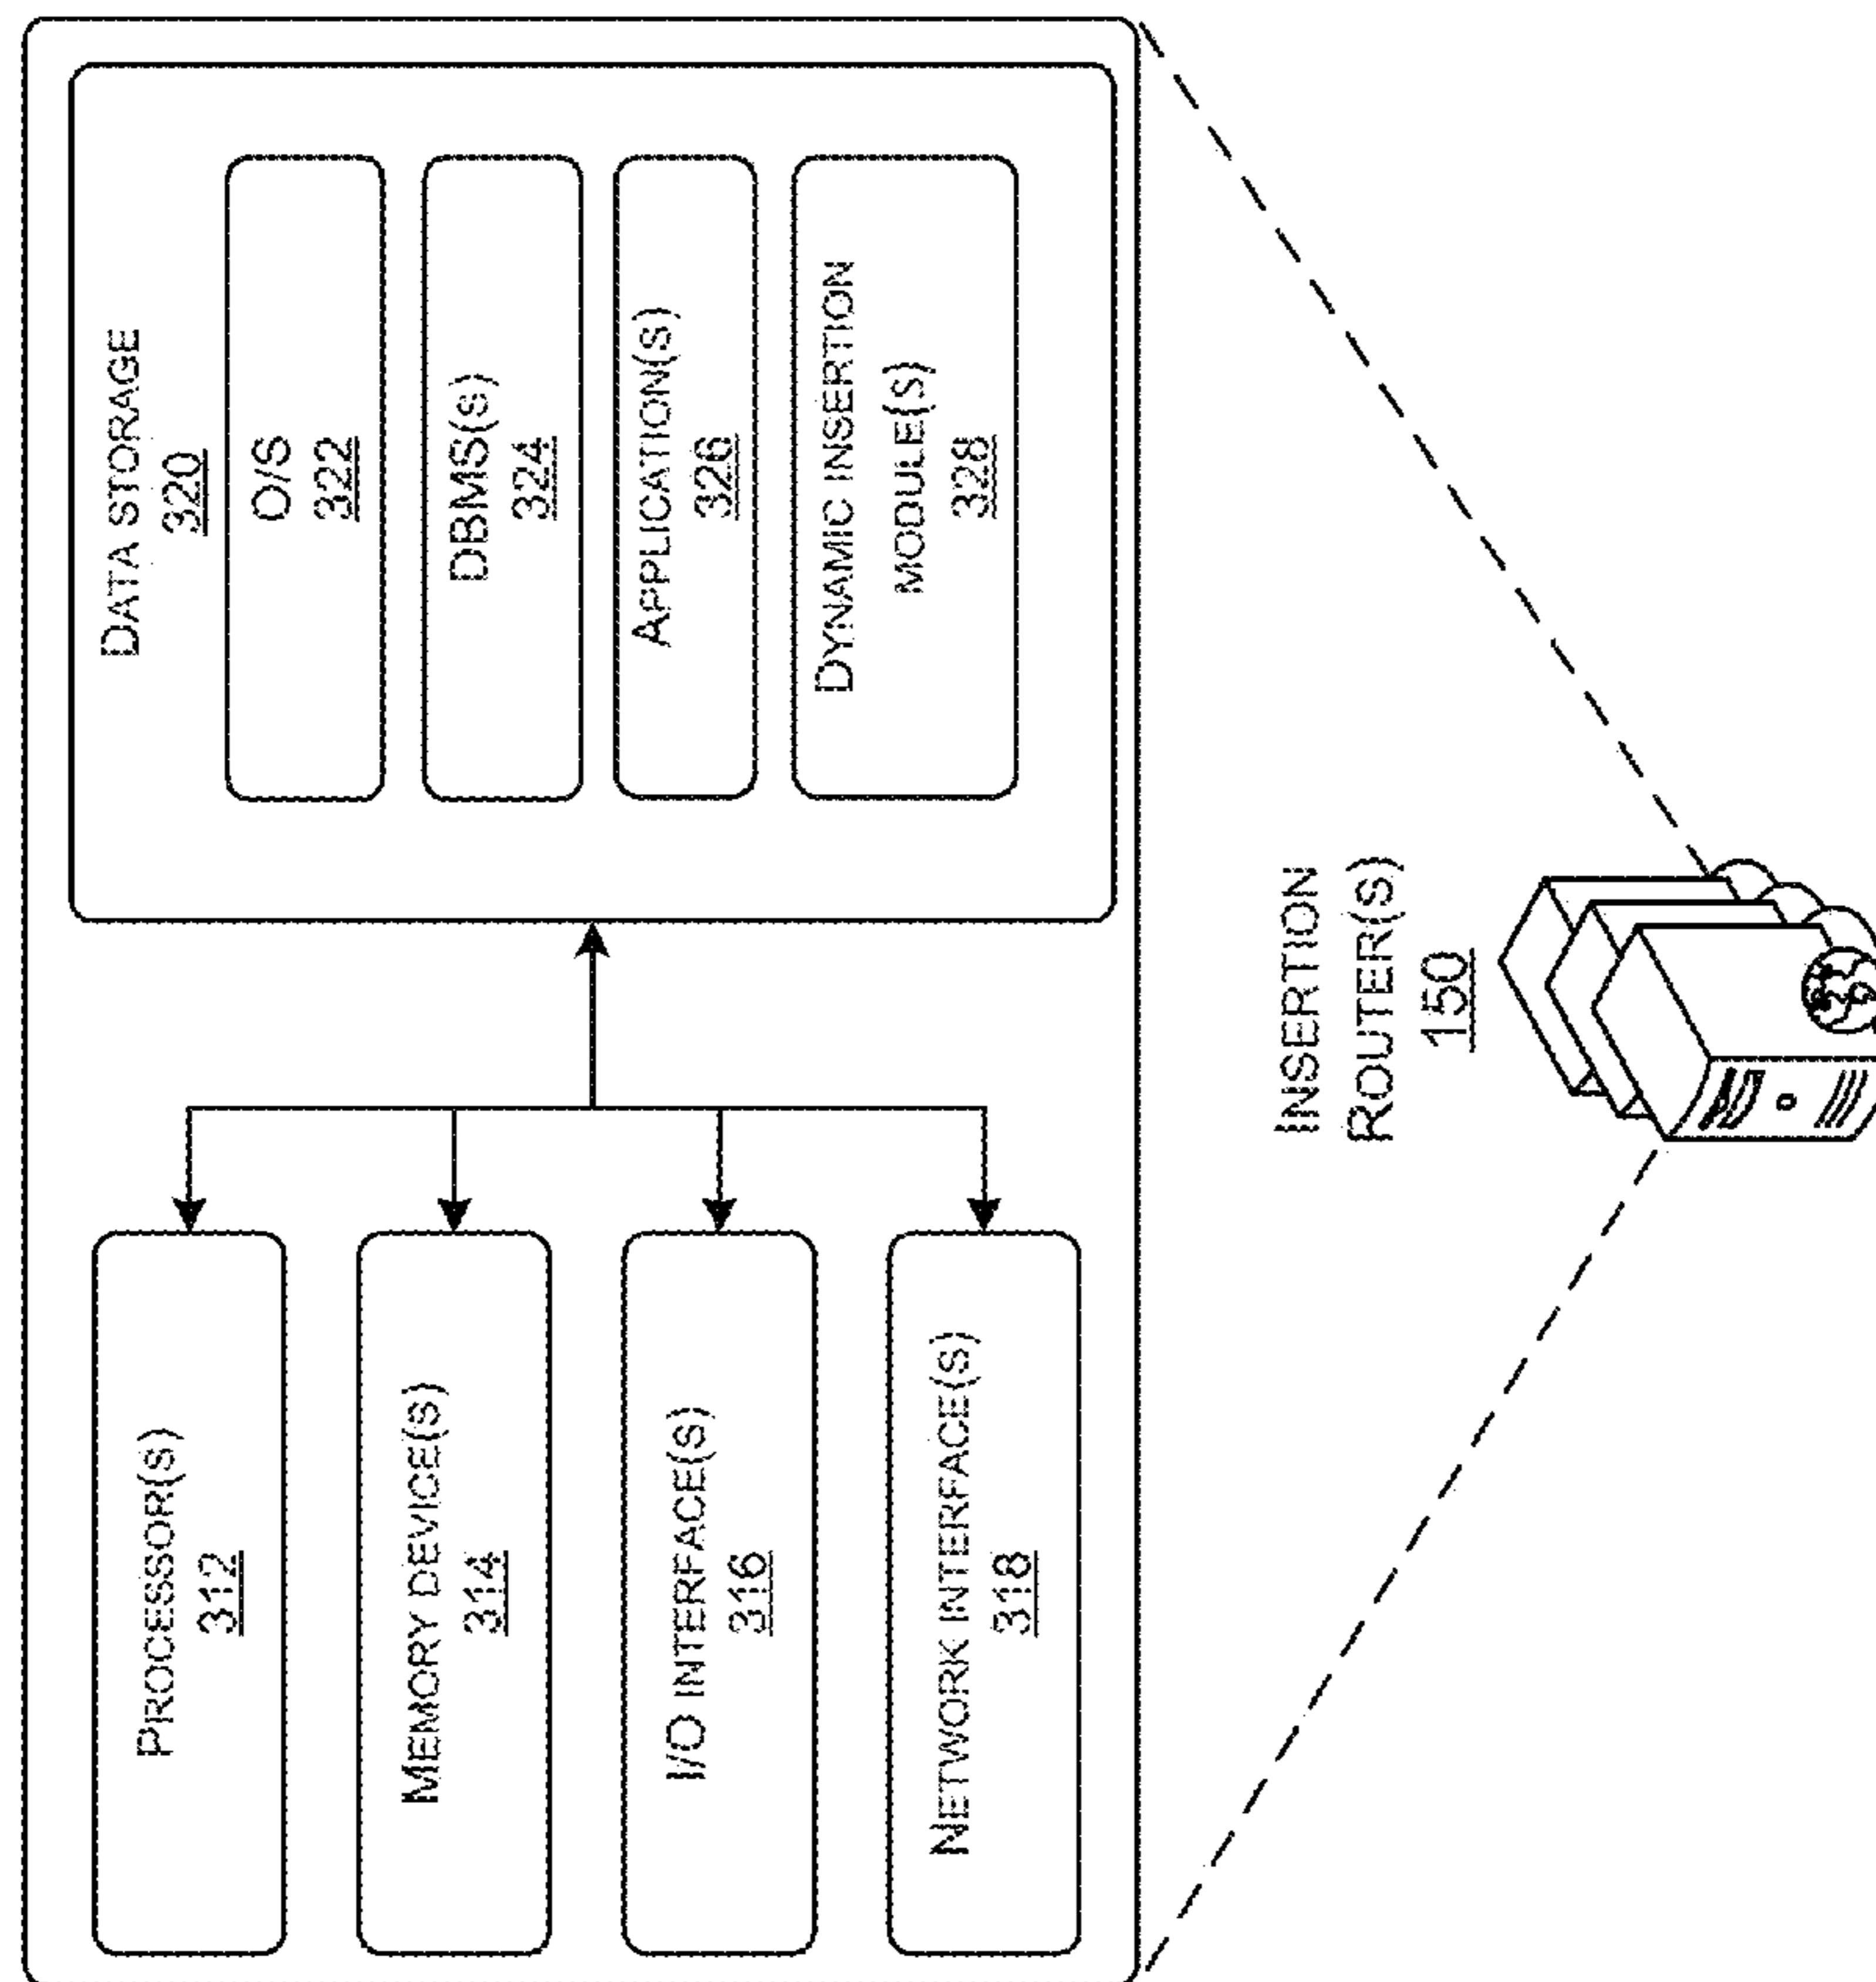 PROCESSOR(S)
312
MEMORY DEVICE(S)
314
I/O INTERFACE(S)
316
NETWORK INTERFACE(S)
318
DATA STORAGE
320
O/S
322
DBMS(S)
324
APPLICATION(S)
326
DYNAMIC INSERTION
MODULE(S)
328
INSERTION
ROUTER(S)
150